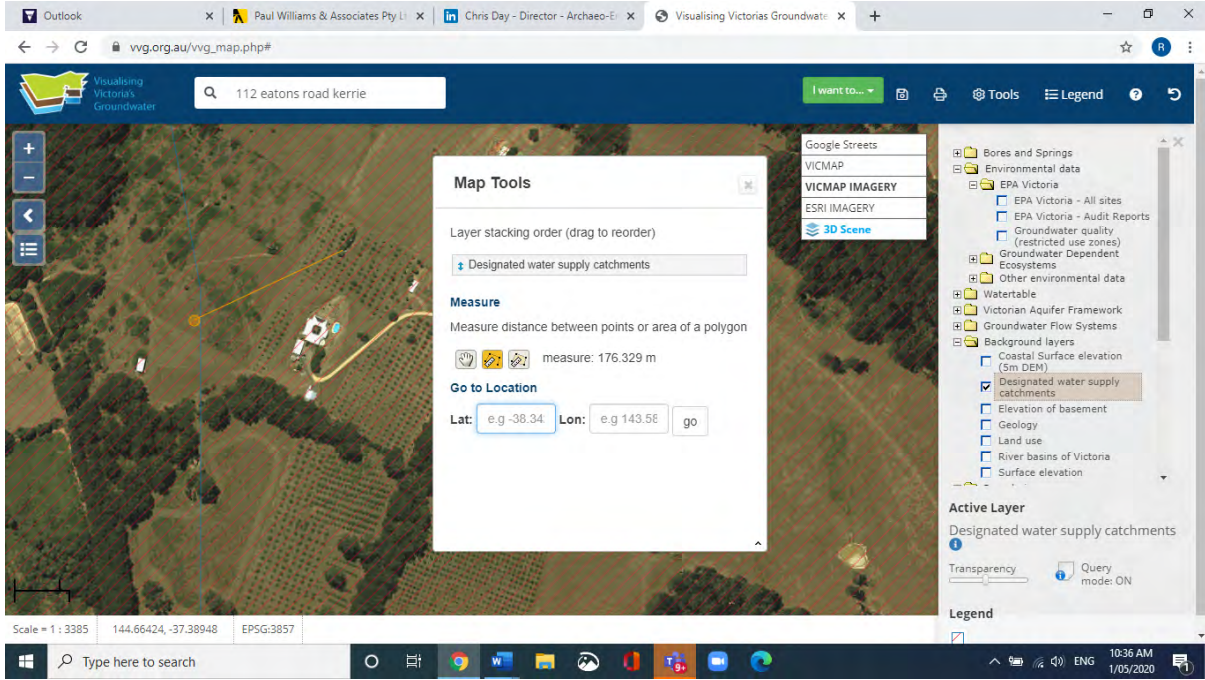 Outlook
Paul Williams & Associates Pty L
Chris Day - Director - Archaeo-E
Visualising Victorias Groundwate
vvg.org.au/vvg_map.php#
R
Visualising
Victoria's
Groundwater
112 eatons road kerrie
I want to...
Tools
Legend
Google Streets
VICMAP
VICMAP IMAGERY
ESRI IMAGERY
3D Scene
Map Tools
Layer stacking order (drag to reorder)
Designated water supply catchments
Measure
Measure distance between points or area of a polygon
measure: 176.329 m
Go to Location
Lat: e.g -38.34 Lon: e.g 143.58 go
Bores and Springs
Environmental data
EPA Victoria
EPA Victoria - All sites
EPA Victoria - Audit Reports
Groundwater quality
(restricted use zones)
Groundwater Dependent
Ecosystems
Other environmental data
Watertable
Victorian Aquifer Framework
Groundwater Flow Systems
Background layers
Coastal Surface elevation
(5m DEM)
Designated water supply
catchments
Elevation of basement
Geology
Land use
River basins of Victoria
Surface elevation
Active Layer
Designated water supply catchments
Transparency
Query
mode: ON
Legend
Scale = 1 : 3385
144.66424, -37.38948
EPSG:3857
Type here to search
9+
ENG
10:36 AM
1/05/2020
1